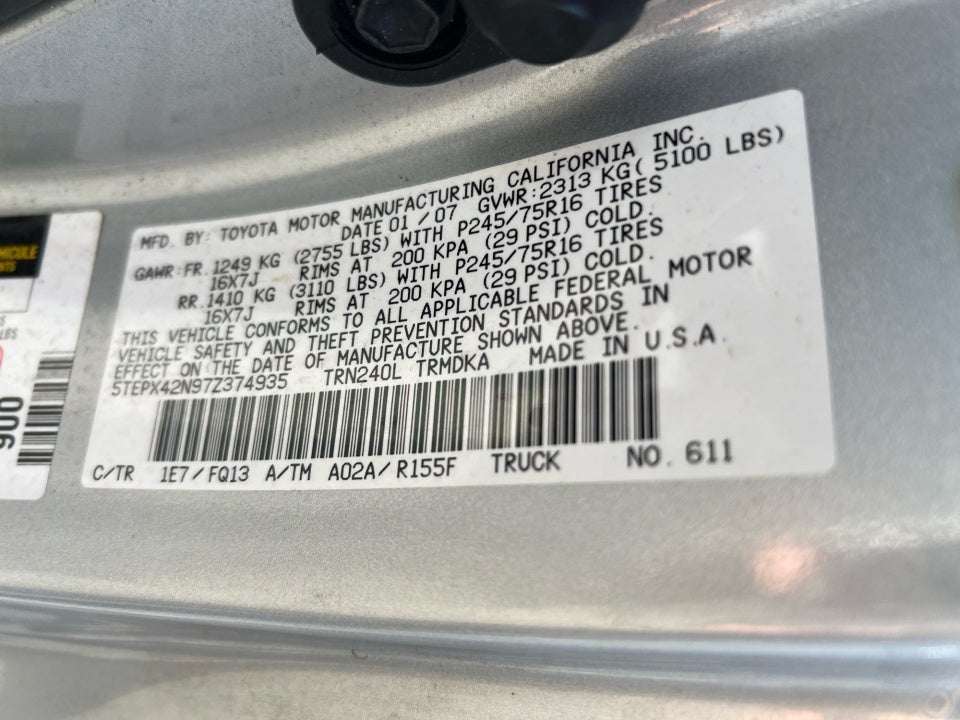 MFD. BY: TOYOTA MOTOR MANUFACTURING CALIFORNIA INC.
DATE 01 / 07 GVWR: 2313 KG ( 5100 LBS)
GAWR: FR. 1249 KG (2755 LBS) WITH P245/75R16 TIRES
16X7J RIMS AT 200 KPA (29 PSI) COLD.
RR. 1410 KG (3110 LBS) WITH P245/75R16 TIRES
16X7J RIMS AT 200 KPA (29 PSI) COLD.
THIS VEHICLE CONFORMS TO ALL APPLICABLE FEDERAL MOTOR
VEHICLE SAFETY AND THEFT PREVENTION STANDARDS IN
EFFECT ON THE DATE OF MANUFACTURE SHOWN ABOVE.
5TEPX42N97Z374935 TRN240L TRMDKA MADE IN U.S.A.
C/TR 1E7 / FQ13 A/TM A02A / R155F TRUCK NO. 611
HICULE
NTS
LBS
900